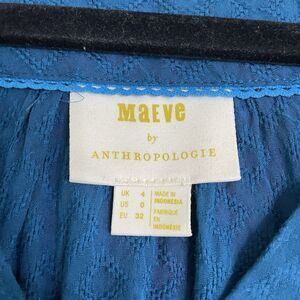 Maeve
by
ANTHROPOLOGIE
UK 4
US 0
EU 32
MADE IN
INDONESIA
FABRIQUÉ
EN
INDONÉSIE